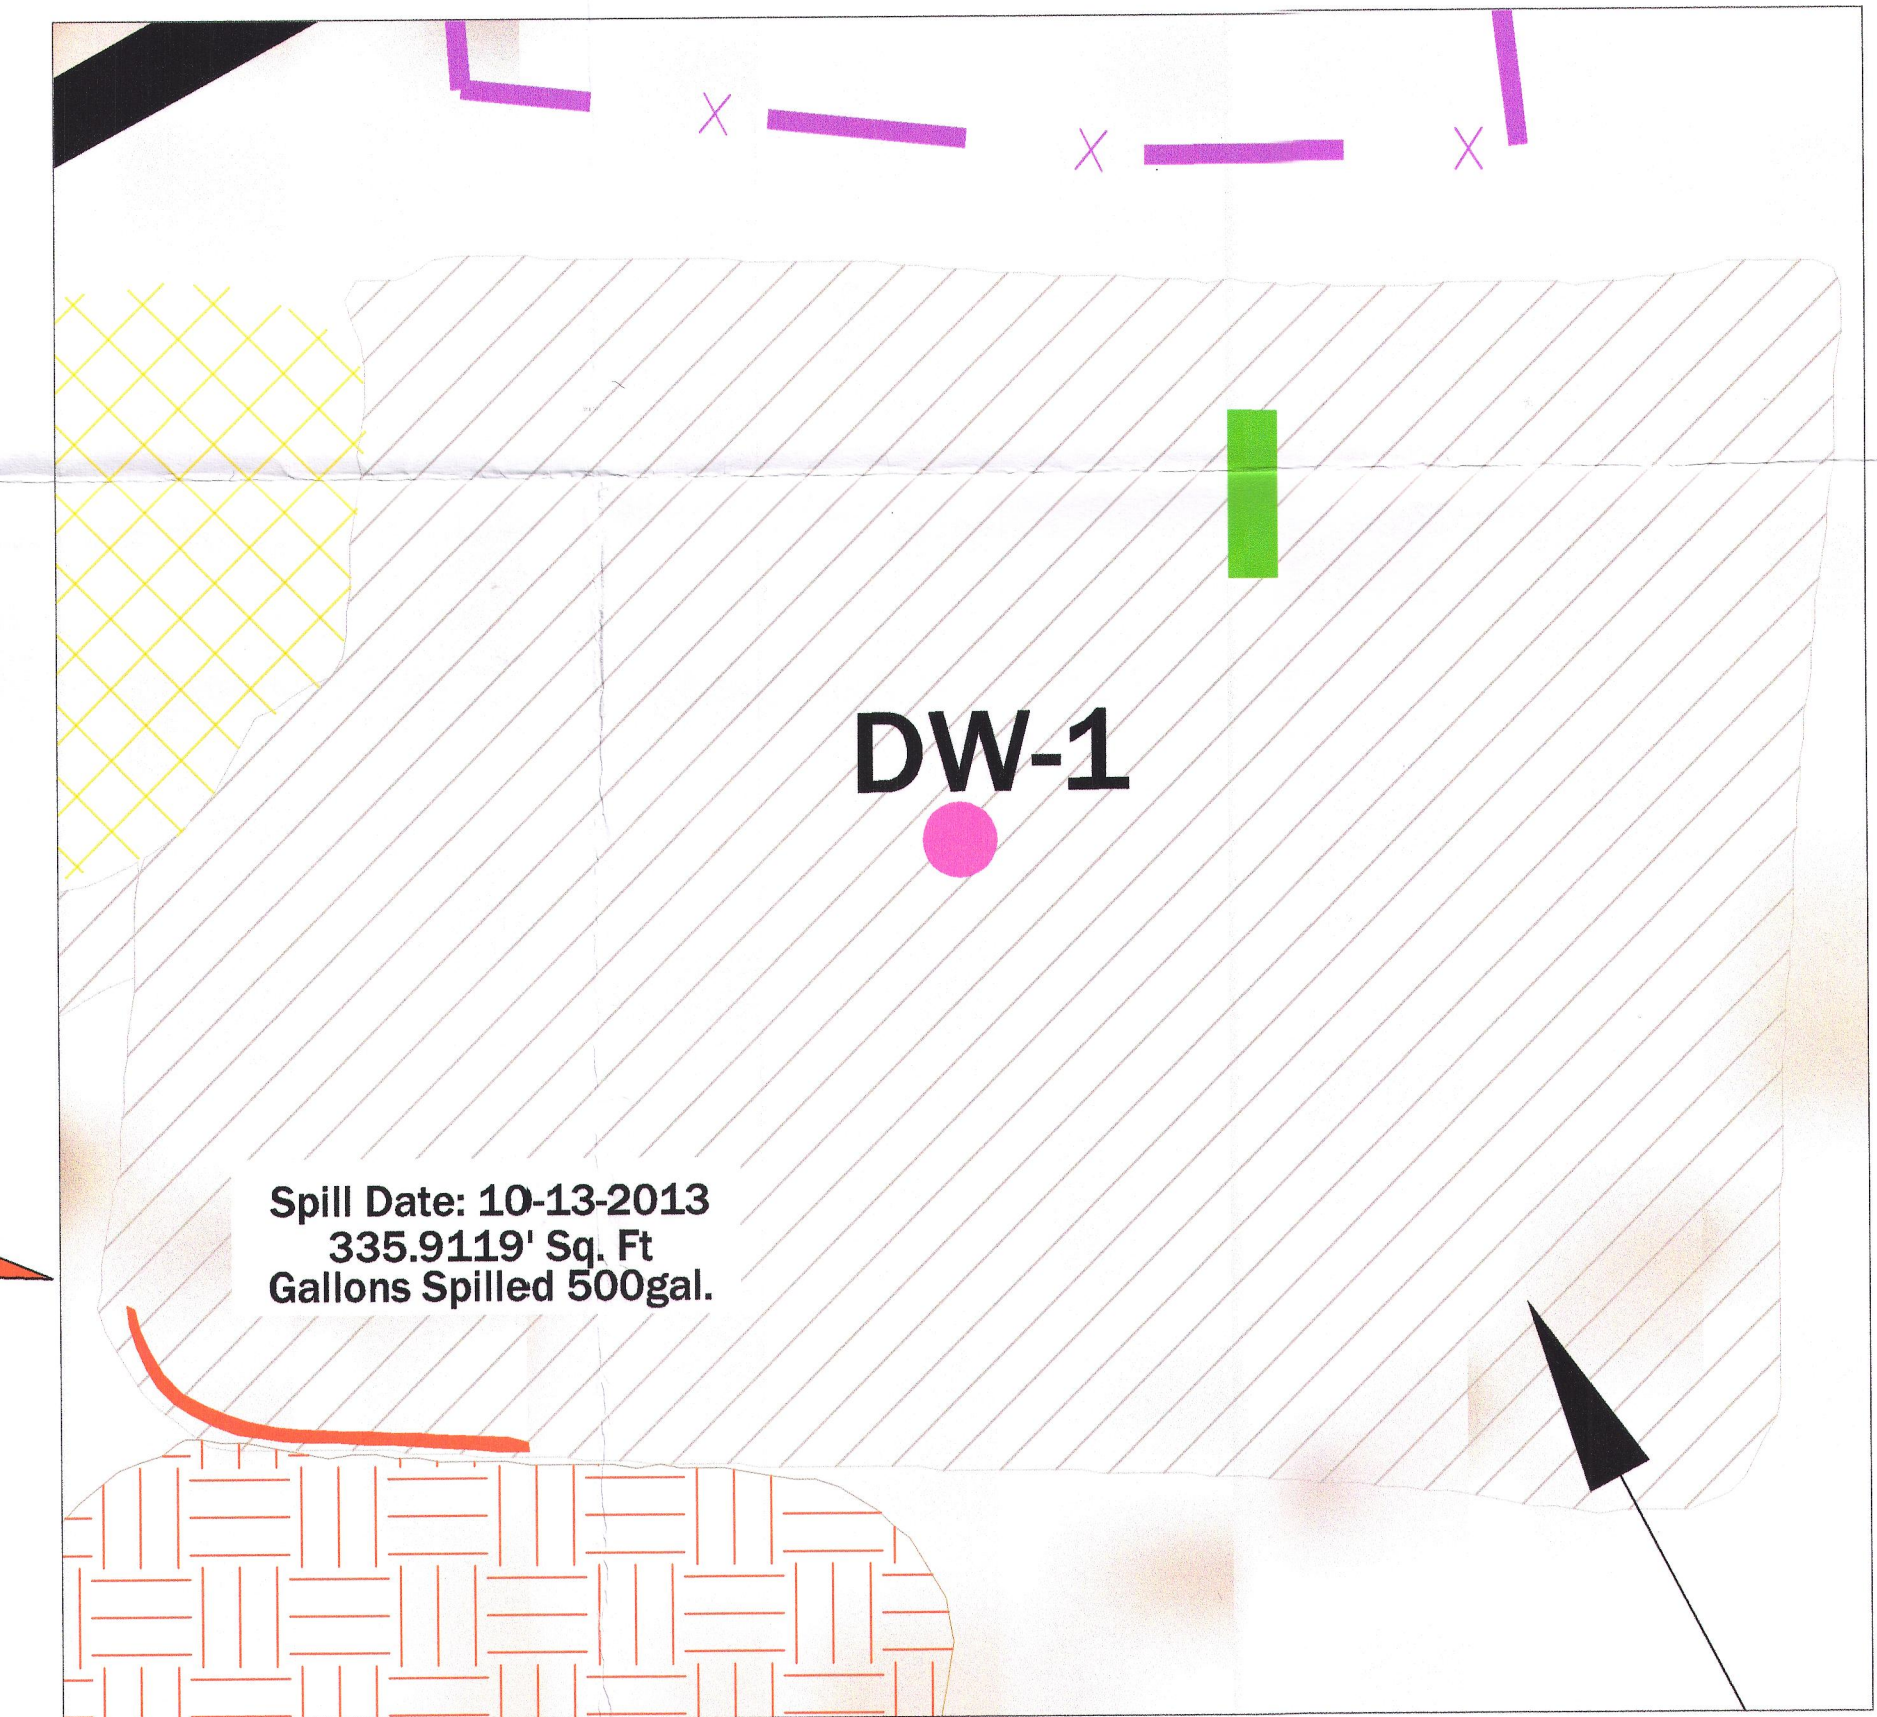 DW-1
Spill Date: 10-13-2013
335.9119' Sq. Ft
Gallons Spilled 500gal.